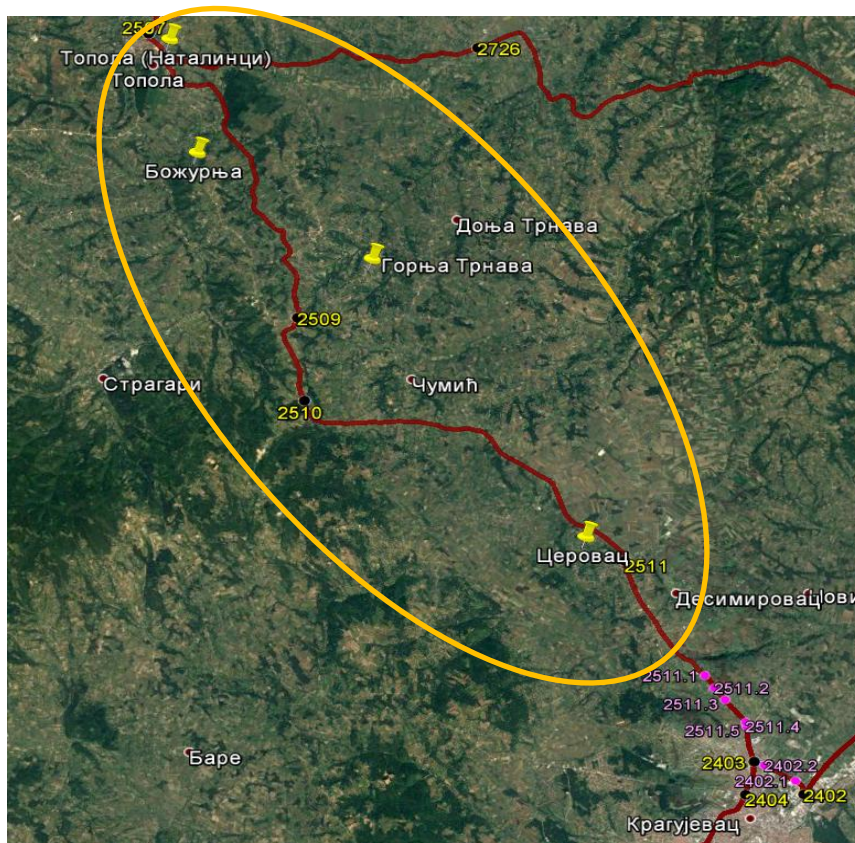 2507
2726
Топола (Наталинци)
Топола
Божурња
Доња Трнава
Горња Трнава
2509
Страгари
Чумић
2510
Церовац
2511
Десимировац
Нови
2511.1
2511.2
2511.3
2511.4
2511.5
Баре
2403
2402.2
2402.1
2404
2402
Крагујевац